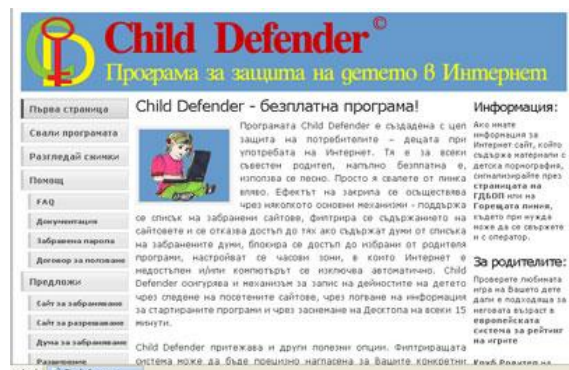 Child Defender ©
Програма за защита на детето в Интернет
Първа страница
Свали програмата
Разгледай снимки
Помощ
FAQ
Документация
Забравена парола
Договор за ползване
Предложи
Сайт за забраняване
Сайт за разрешаване
Дума за забраняване
Child Defender - безплатна програма!
Програмата Child Defender е създадена с цел
защита на потребителите – децата при
употребата на Интернет. Тя е за всеки
съвестен родител, напълно безплатна е,
използва се лесно. Просто я свалете от линка
вляво. Ефектът на закрила се осъществява
чрез няколкото основни механизми - поддържа
се списък на забранени сайтове, филтрира се съдържанието на
сайтовете и се отказва достъп до тях ако съдържат думи от списъка
на забранените думи, блокира се достъп до избрани от родителя
програми, настройват се часови зони, в които Интернет е
недостъпен и/или компютърът се изключва автоматично. Child
Defender осигурява и механизъм за запис на дейностите на детето
чрез следене на посетените сайтове, чрез логване на информация
за стартираните програми и чрез заснемане на Десктопа на всеки 15
минути.
Child Defender притежава и други полезни опции. Филтриращата
система може да бъде прецизно нагласена за Вашите конкретни
Информация:
Ако имате
информация за
Интернет сайт, който
съдържа материали с
детска порнография,
сигнализирайте през
страницата на
ГДБОП или на
Горещата линия,
където при нужда
може да се свържете
и с оператор.
За родителите:
Проверете любимата
игра на Вашето дете
дали е подходяща за
неговата възраст в
европейската
система за рейтинг
на игрите
Клуб Родител на